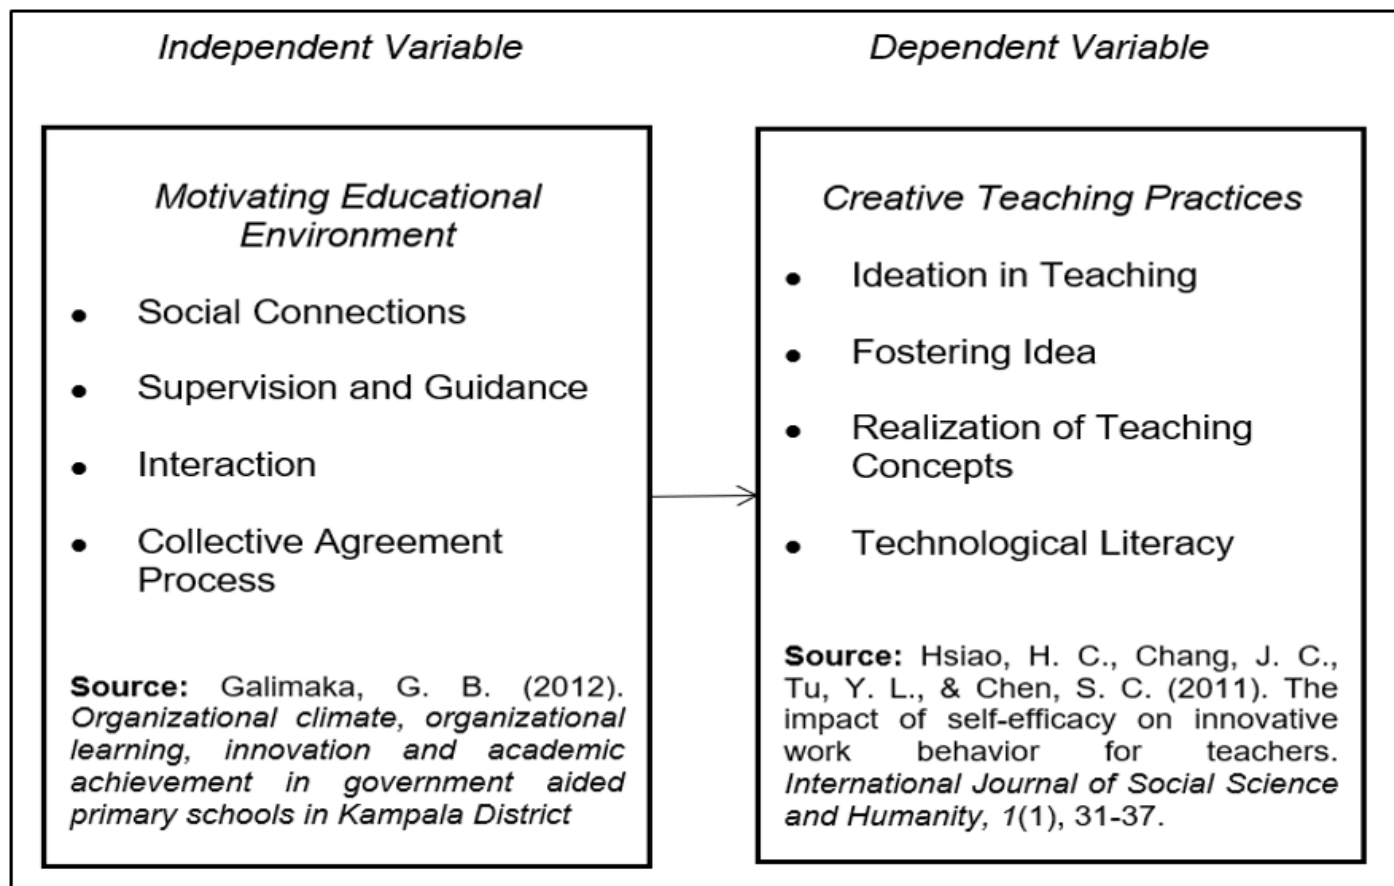 Independent Variable
Dependent Variable
Motivating Educational
Environment
• Social Connections
• Supervision and Guidance
• Interaction
• Collective Agreement
Process
Source: Galimaka, G. B. (2012).
Organizational climate, organizational
learning, innovation and academic
achievement in government aided
primary schools in Kampala District
Creative Teaching Practices
• Ideation in Teaching
• Fostering Idea
• Realization of Teaching
Concepts
• Technological Literacy
Source: Hsiao, H. C., Chang, J. C.,
Tu, Y. L., & Chen, S. C. (2011). The
impact of self-efficacy on innovative
work behavior for teachers.
International Journal of Social Science
and Humanity, 1(1), 31-37.